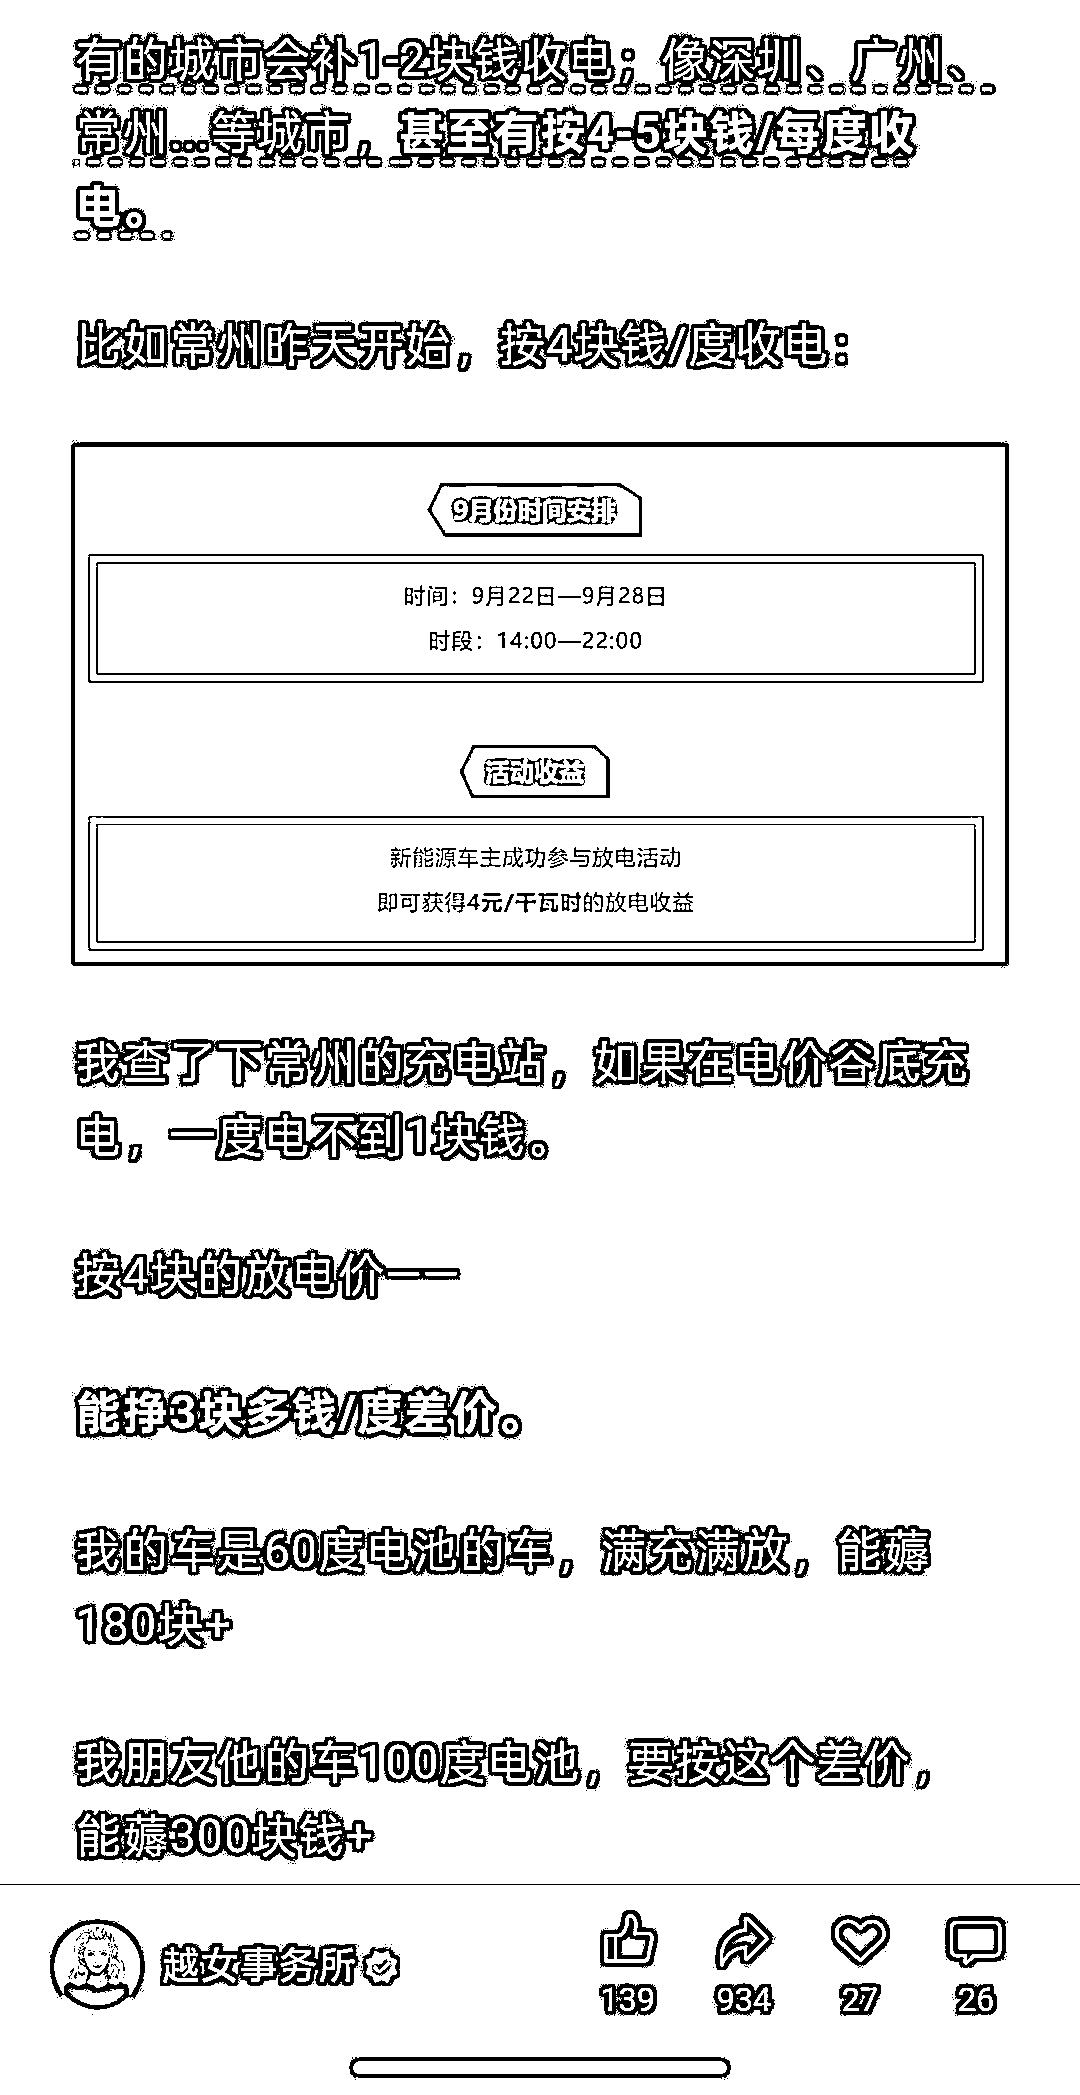 有的城市会补1-2块钱收电；像深圳、广州、
常州...等城市，甚至有按4-5块钱/每度收
电。
比如常州昨天开始，按4块钱/度收电：
9月份时间安排
时间：9月22日—9月28日
时段：14:00—22:00
活动收益
新能源车主成功参与放电活动
即可获得4元/千瓦时的放电收益
我查了下常州的充电站，如果在电价谷底充
电，一度电不到1块钱。
按4块的放电价——
能挣3块多钱/度差价。
我的车是60度电池的车，满充满放，能薅
180块+
我朋友他的车100度电池，要按这个差价，
能薅300块钱+
越女事务所
139 934 27 26